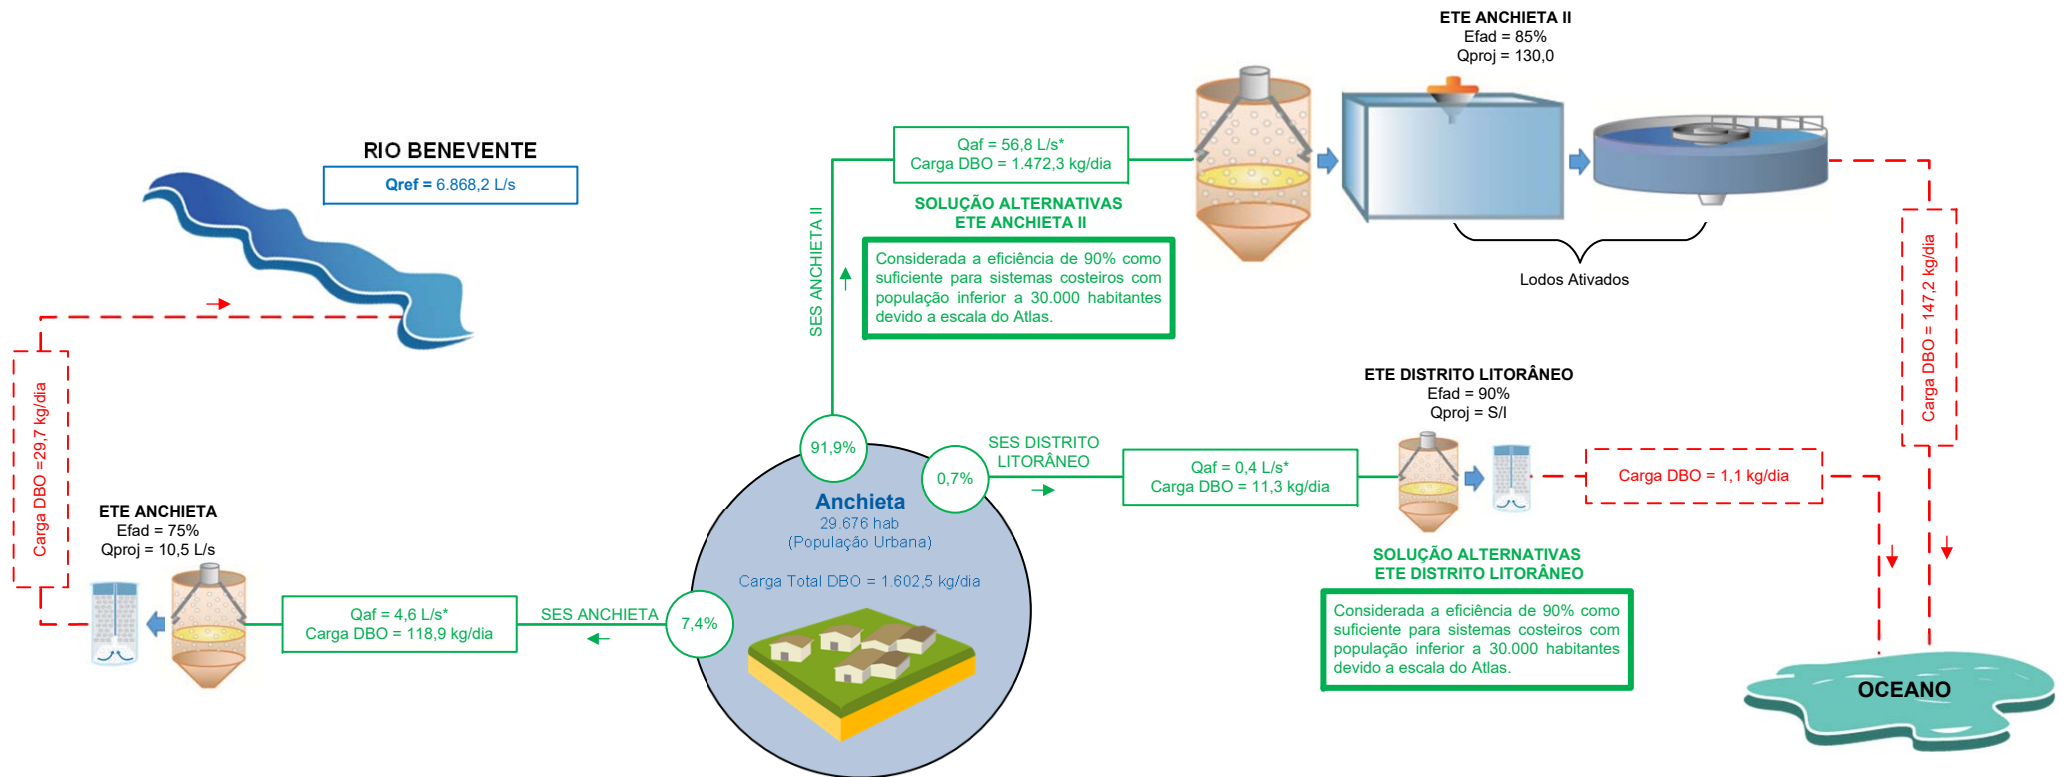 ETE ANCHIETA II
Efad = 85%
Qproj = 130,0
RIO BENEVENTE
Qref = 6.868,2 L/s
Qaf = 56,8 L/s*
Carga DBO = 1.472,3 kg/dia
SOLUÇÃO ALTERNATIVAS
ETE ANCHIETA II
Considerada a eficiência de 90% como
suficiente para sistemas costeiros com
população inferior a 30.000 habitantes
devido a escala do Atlas.
SES ANCHIETA II
Lodos Ativados
Carga DBO = 147,2 kg/dia
Carga DBO =29,7 kg/dia
ETE DISTRITO LITORÂNEO
Efad = 90%
Qproj = S/I
91,9%
0,7%
SES DISTRITO
LITORÂNEO
Qaf = 0,4 L/s*
Carga DBO = 11,3 kg/dia
Carga DBO = 1,1 kg/dia
Anchieta
29.676 hab
(População Urbana)
Carga Total DBO = 1.602,5 kg/dia
ETE ANCHIETA
Efad = 75%
Qproj = 10,5 L/s
SOLUÇÃO ALTERNATIVAS
ETE DISTRITO LITORÂNEO
Considerada a eficiência de 90% como
suficiente para sistemas costeiros com
população inferior a 30.000 habitantes
devido a escala do Atlas.
Qaf = 4,6 L/s*
Carga DBO = 118,9 kg/dia
SES ANCHIETA
7,4%
OCEANO